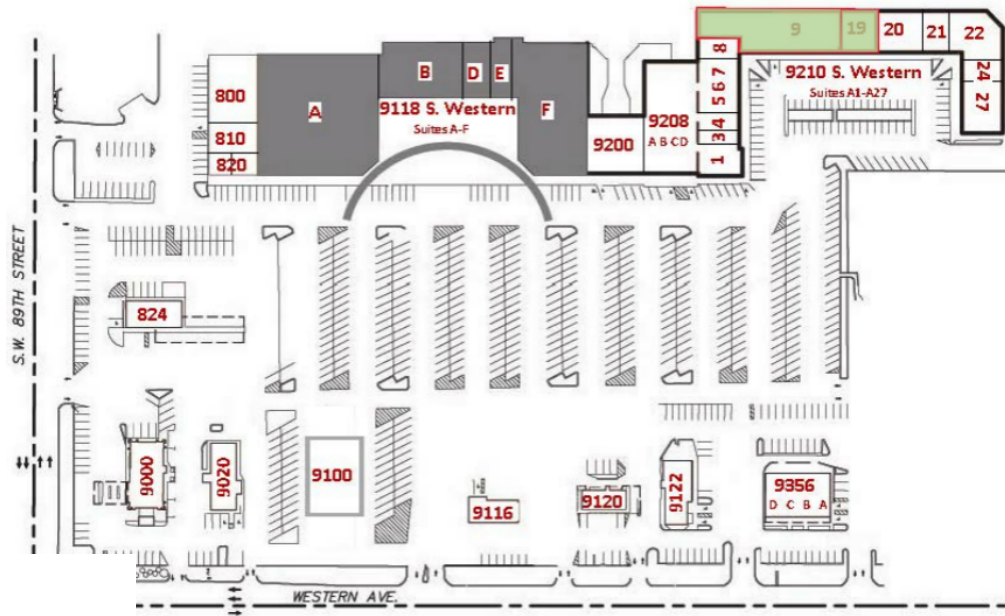 9
19
20
21
22
8
B
D
E
9210 S. Western
Suites A1-A27
24
27
7
6
5
800
A
9118 S. Western
Suites A-F
F
9208
A B CD
4
3
810
9200
820
1
S.W. 89TH STREET
824
9000
9020
9100
9116
9120
9122
9356
D C B A
WESTERN AVE.